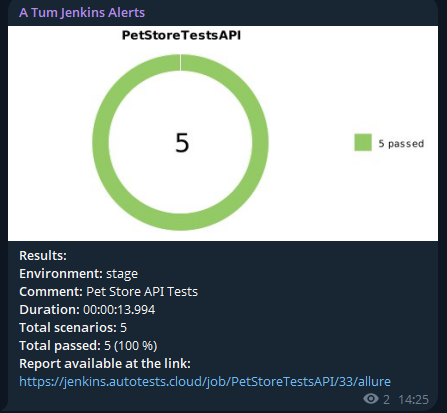 A Tum Jenkins Alerts
PetStoreTestsAPI
5
5 passed
Results:
Environment: stage
Comment: Pet Store API Tests
Duration: 00:00:13.994
Total scenarios: 5
Total passed: 5 (100 %)
Report available at the link:
https://jenkins.autotests.cloud/job/PetStoreTestsAPI/33/allure
2 14:25